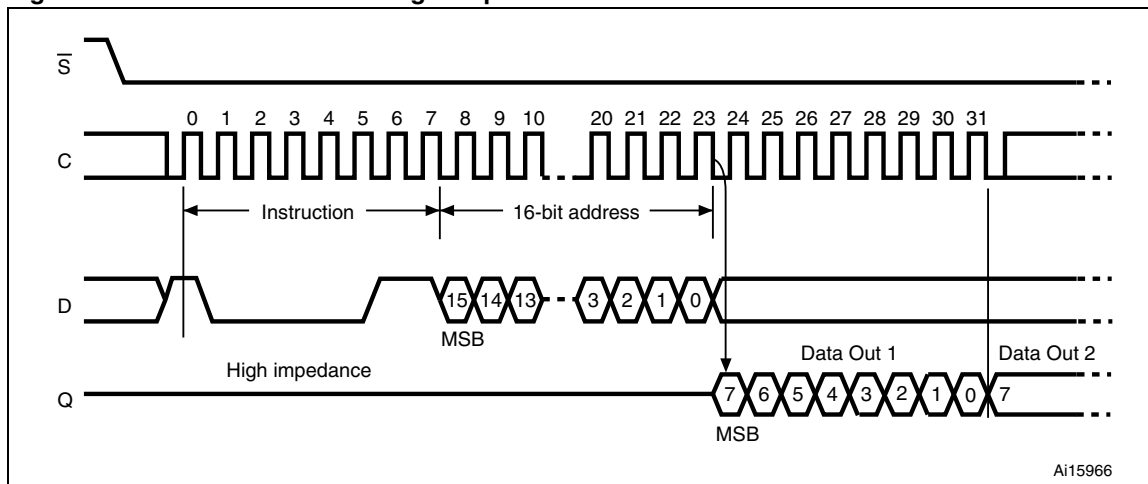 S
0 1 2 3 4 5 6 7 8 9 10 20 21 22 23 24 25 26 27 28 29 30 31
C
Instruction 16-bit address
D 15 14 13 3 2 1 0
MSB
High impedance Data Out 1 Data Out 2
Q 7 6 5 4 3 2 1 0 7
MSB
Ai15966